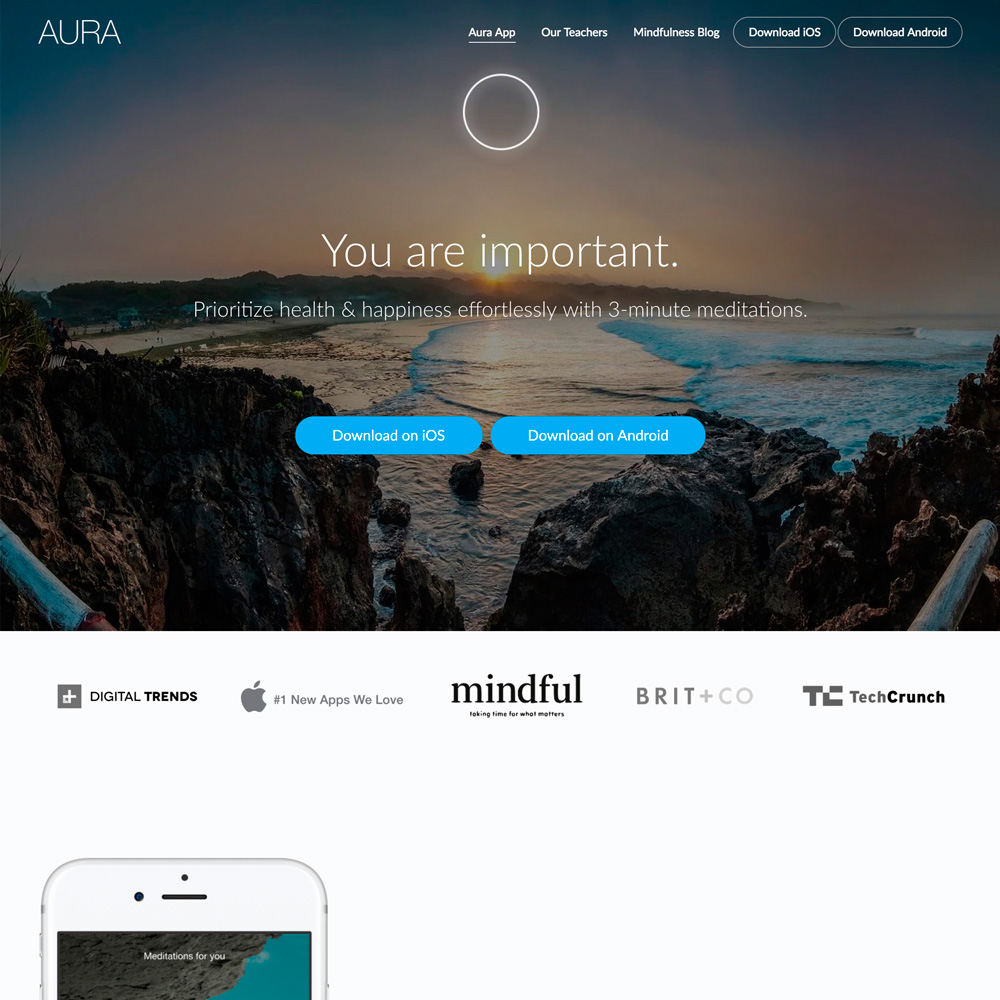 AURA
Aura App
Our Teachers
Mindfulness Blog
Download iOS
Download Android
You are important.
Prioritize health & happiness effortlessly with 3-minute meditations.
Download on iOS
Download on Android
DIGITAL TRENDS
#1 New Apps We Love
mindful
taking time for what matters
BRIT+CO
TC TechCrunch
Meditations for you